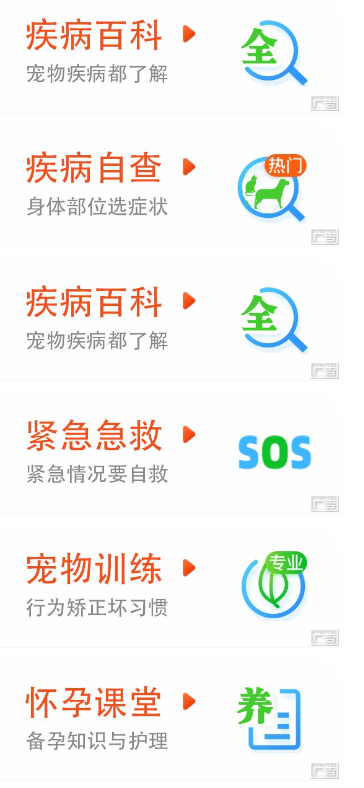 疾病百科
宠物疾病都了解
全
广告
疾病自查
身体部位选症状
热门
广告
疾病百科
宠物疾病都了解
全
广告
紧急急救
紧急情况要自救
SOS
广告
宠物训练
行为矫正坏习惯
专业
广告
怀孕课堂
备孕知识与护理
养
广告